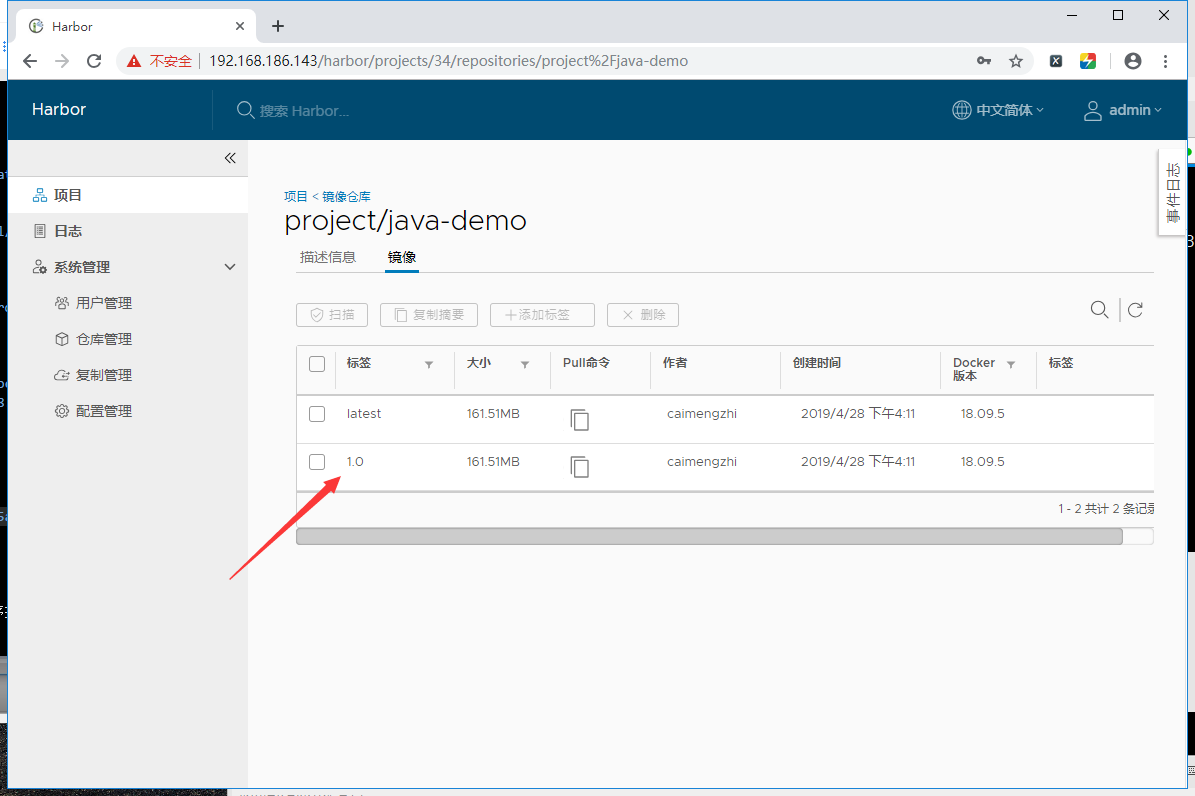 Harbor
不安全 192.168.186.143/harbor/projects/34/repositories/project%2Fjava-demo
Harbor 搜索 Harbor... 中文简体 admin
项目
日志
系统管理
用户管理
仓库管理
复制管理
配置管理
事件日志
项目 < 镜像仓库
project/java-demo
描述信息 镜像
扫描 复制摘要 添加标签 删除
标签 大小 Pull命令 作者 创建时间 Docker 版本 标签
latest 161.51MB caimengzhi 2019/4/28 下午4:11 18.09.5
1.0 161.51MB caimengzhi 2019/4/28 下午4:11 18.09.5
1 - 2 共计 2 条记录